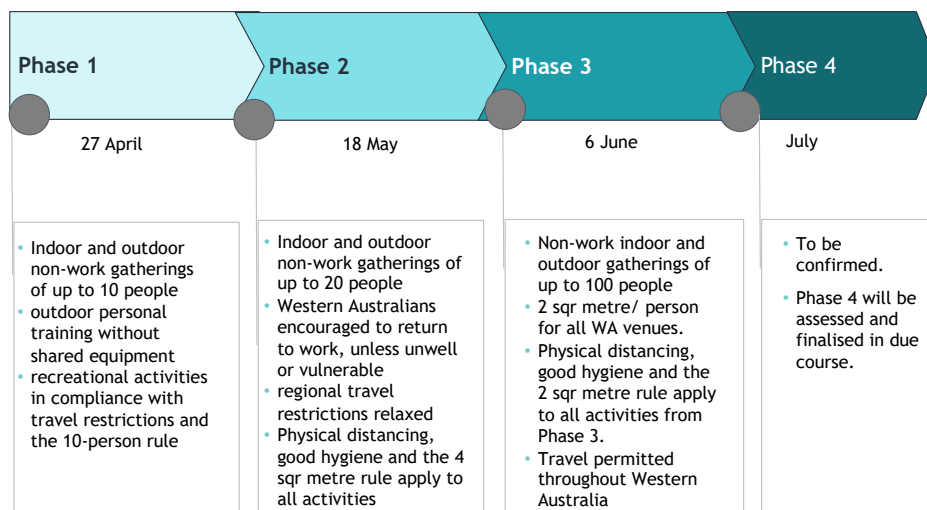 Phase 1
Phase 2
Phase 3
Phase 4
27 April
18 May
6 June
July
• Indoor and outdoor
non-work gatherings
of up to 10 people
• outdoor personal
training without
shared equipment
• recreational activities
in compliance with
travel restrictions and
the 10-person rule
• Indoor and outdoor
non-work gatherings of
up to 20 people
• Western Australians
encouraged to return
to work, unless unwell
or vulnerable
• regional travel
restrictions relaxed
• Physical distancing,
good hygiene and the 4
sqr metre rule apply to
all activities
• Non-work indoor and
outdoor gatherings of
up to 100 people
• 2 sqr metre/ person
for all WA venues.
• Physical distancing,
good hygiene and the
2 sqr metre rule apply
to all activities from
Phase 3.
• Travel permitted
throughout Western
Australia
• To be
confirmed.
• Phase 4 will be
assessed and
finalised in due
course.